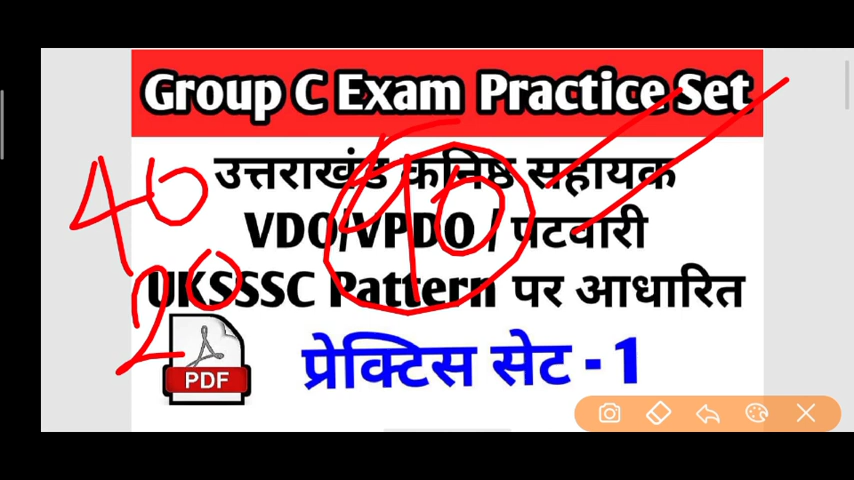 Group C Exam Practice Set
उत्तराखंड कनिष्ठ सहायक
VDO/VPDO / पटवारी
UKSSSC Pattern पर आधारित
प्रेक्टिस सेट - 1
PDF
40
90
20